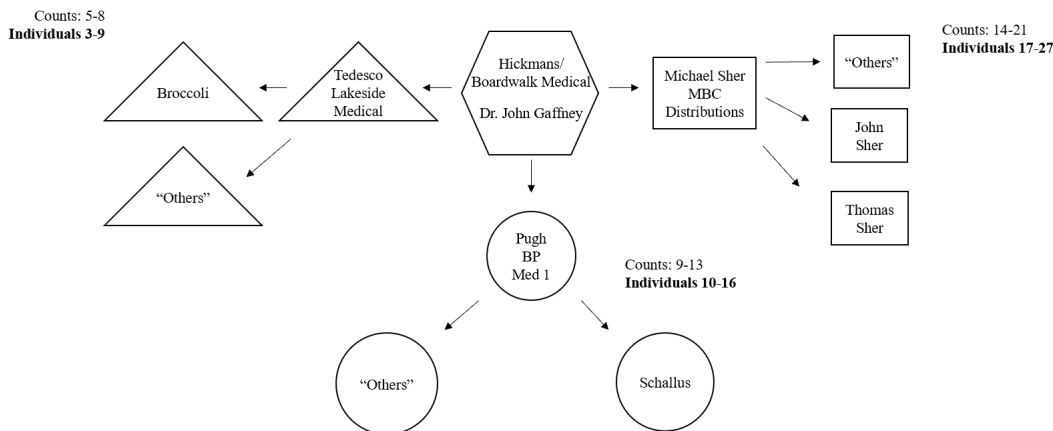 Counts: 5-8
Individuals 3-9
Broccoli
Tedesco
Lakeside
Medical
“Others”
Hickmans/
Boardwalk Medical
Dr. John Gaffney
Michael Sher
MBC
Distributions
Counts: 14-21
Individuals 17-27
“Others”
John
Sher
Thomas
Sher
Pugh
BP
Med 1
Counts: 9-13
Individuals 10-16
“Others”
Schallus